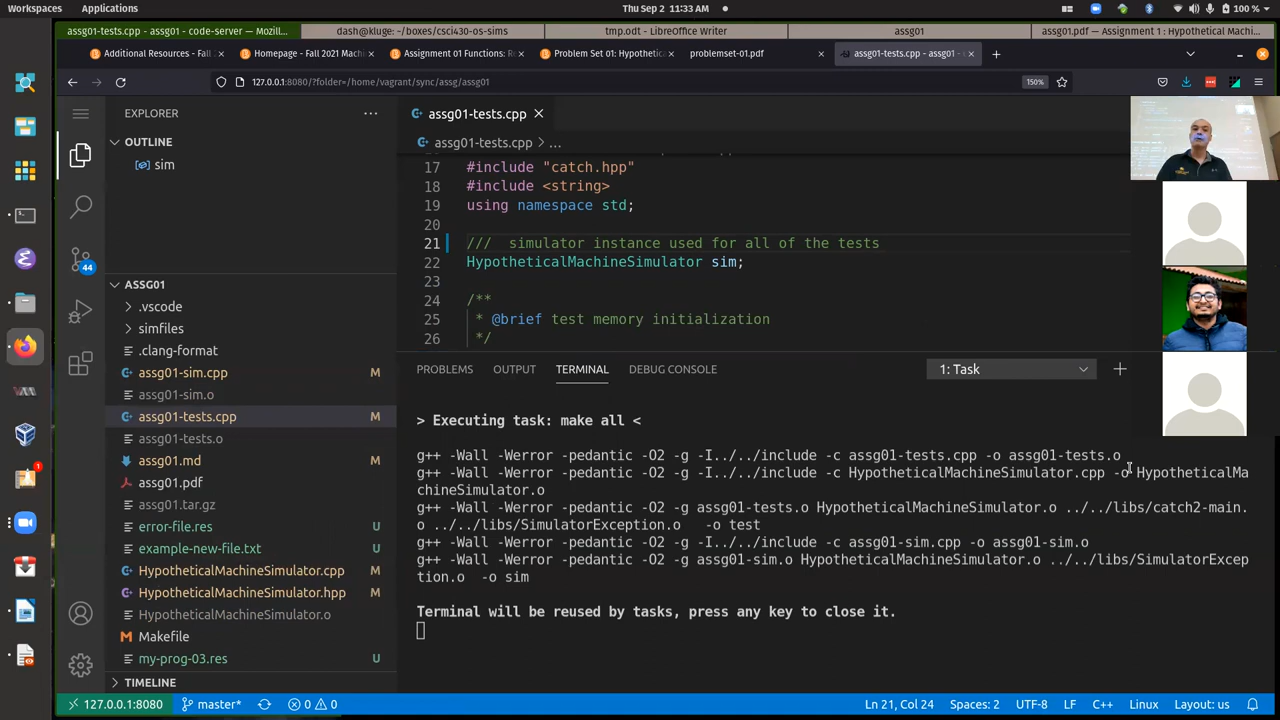 Workspaces
Applications
Thu Sep 2 11:33 AM
100 %
assg01-tests.cpp - assg01 - code-server — Mozill...
dash@kluge: ~/boxes/csci430-os-sims
tmp.odt - LibreOffice Writer
assg01
assg01.pdf — Assignment 1 : Hypothetical Machi...
Additional Resources - Fall
Homepage - Fall 2021 Mach
Assignment 01 Functions: Re
Problem Set 01: Hypothetic
problemset-01.pdf
assg01-tests.cpp - assg01 -
127.0.0.1:8080/?folder=/home/vagrant/sync/assg/assg01
150%
EXPLORER
assg01-tests.cpp
OUTLINE
sim
assg01-tests.cpp > ...
17 #include "catch.hpp"
18 #include <string>
19 using namespace std;
20
21 /// simulator instance used for all of the tests
22 HypotheticalMachineSimulator sim;
23
24 /**
25 * @brief test memory initialization
26 */
44
ASSG01
.vscode
simfiles
.clang-format
assg01-sim.cpp M
assg01-sim.o
assg01-tests.cpp M
assg01-tests.o
assg01.md M
assg01.pdf
assg01.tar.gz
error-file.res U
example-new-file.txt U
HypotheticalMachineSimulator.cpp M
HypotheticalMachineSimulator.hpp M
HypotheticalMachineSimulator.o
Makefile
my-prog-03.res U
TIMELINE
1
PROBLEMS
OUTPUT
TERMINAL
DEBUG CONSOLE
1: Task
> Executing task: make all <
g++ -Wall -Werror -pedantic -O2 -g -I../../include -c assg01-tests.cpp -o assg01-tests.o
g++ -Wall -Werror -pedantic -O2 -g -I../../include -c HypotheticalMachineSimulator.cpp -o HypotheticalMa
chineSimulator.o
g++ -Wall -Werror -pedantic -O2 -g assg01-tests.o HypotheticalMachineSimulator.o ../../libs/catch2-main.
o ../../libs/SimulatorException.o -o test
g++ -Wall -Werror -pedantic -O2 -g -I../../include -c assg01-sim.cpp -o assg01-sim.o
g++ -Wall -Werror -pedantic -O2 -g assg01-sim.o HypotheticalMachineSimulator.o ../../libs/SimulatorExcep
tion.o -o sim
Terminal will be reused by tasks, press any key to close it.
127.0.0.1:8080
master*
0
0
Ln 21, Col 24
Spaces: 2
UTF-8
LF
C++
Linux
Layout: us